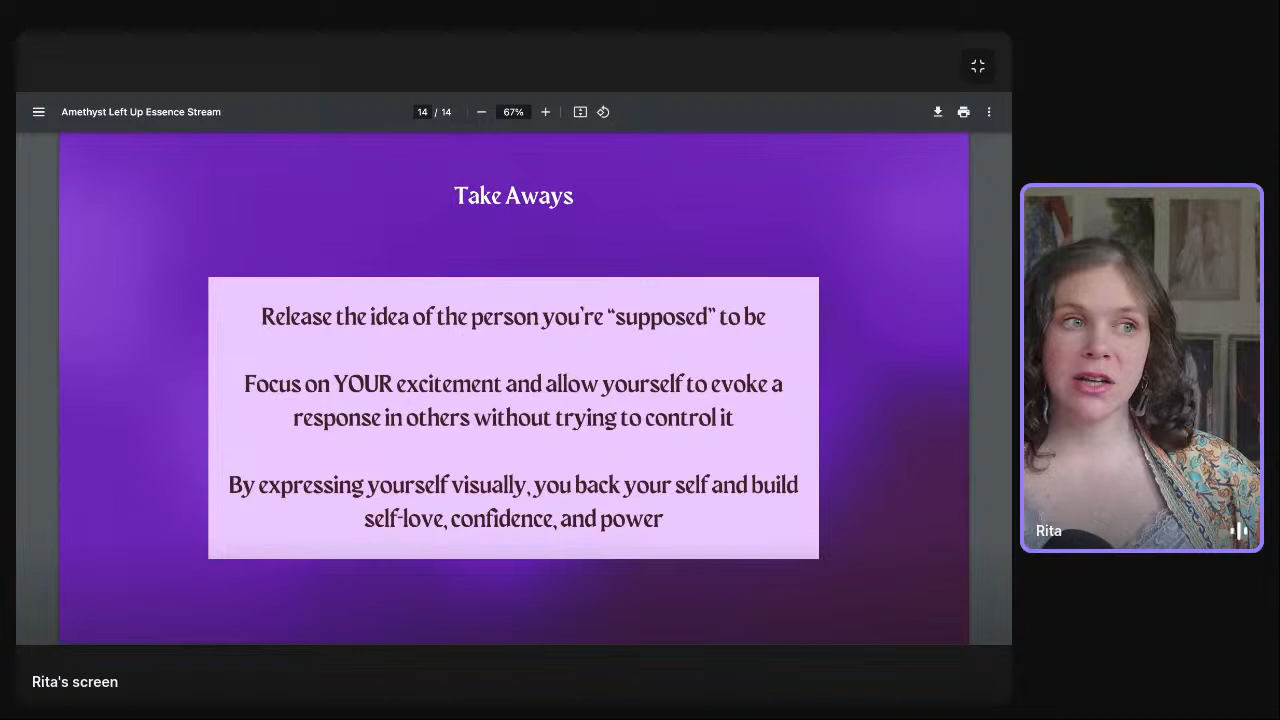 Amethyst Left Up Essence Stream
14 / 14
67%
Take Aways
Release the idea of the person you're “supposed” to be
Focus on YOUR excitement and allow yourself to evoke a
response in others without trying to control it
By expressing yourself visually, you back your self and build
self-love, confidence, and power
Rita
Rita's screen